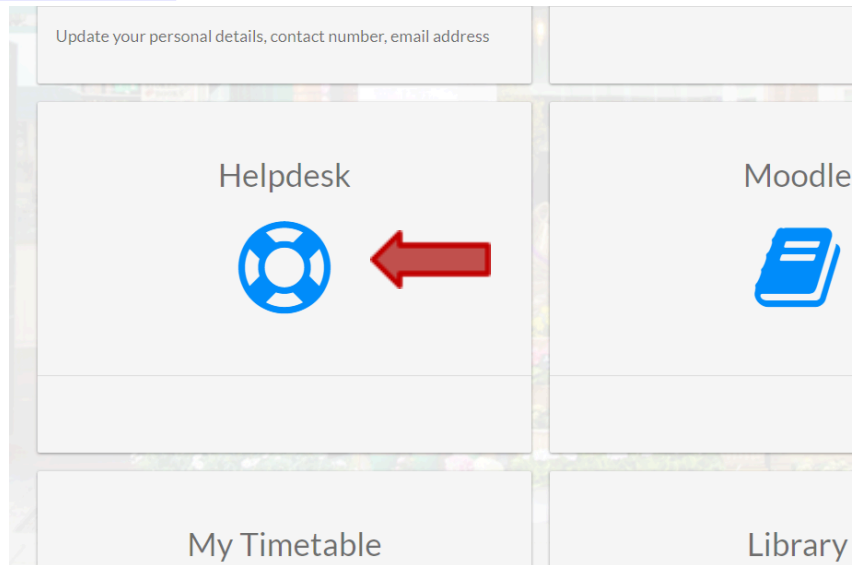 Update your personal details, contact number, email address
Helpdesk
Moodle
My Timetable
Library